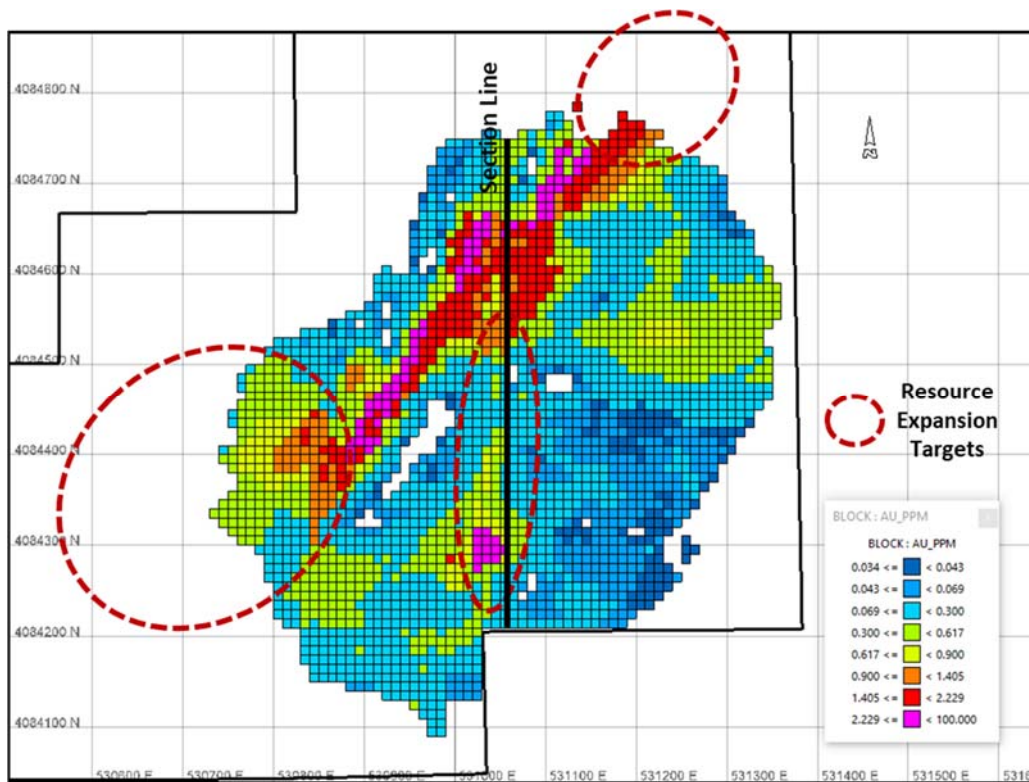 4084800 N
Section Line
4084700 N
4084600 N
4084500 N
Resource
Expansion
Targets
4084400 N
BLOCK : AU_PPM
BLOCK : AU_PPM
0.034 <= < 0.043
0.043 <= < 0.069
0.069 <= < 0.300
0.300 <= < 0.617
0.617 <= < 0.900
0.900 <= < 1.405
1.405 <= < 2.229
2.229 <= < 100.000
4084300 N
4084200 N
4084100 N
530600 E 530700 E 530800 E 530900 E 531000 E 531100 E 531200 E 531300 E 531400 E 531500 E